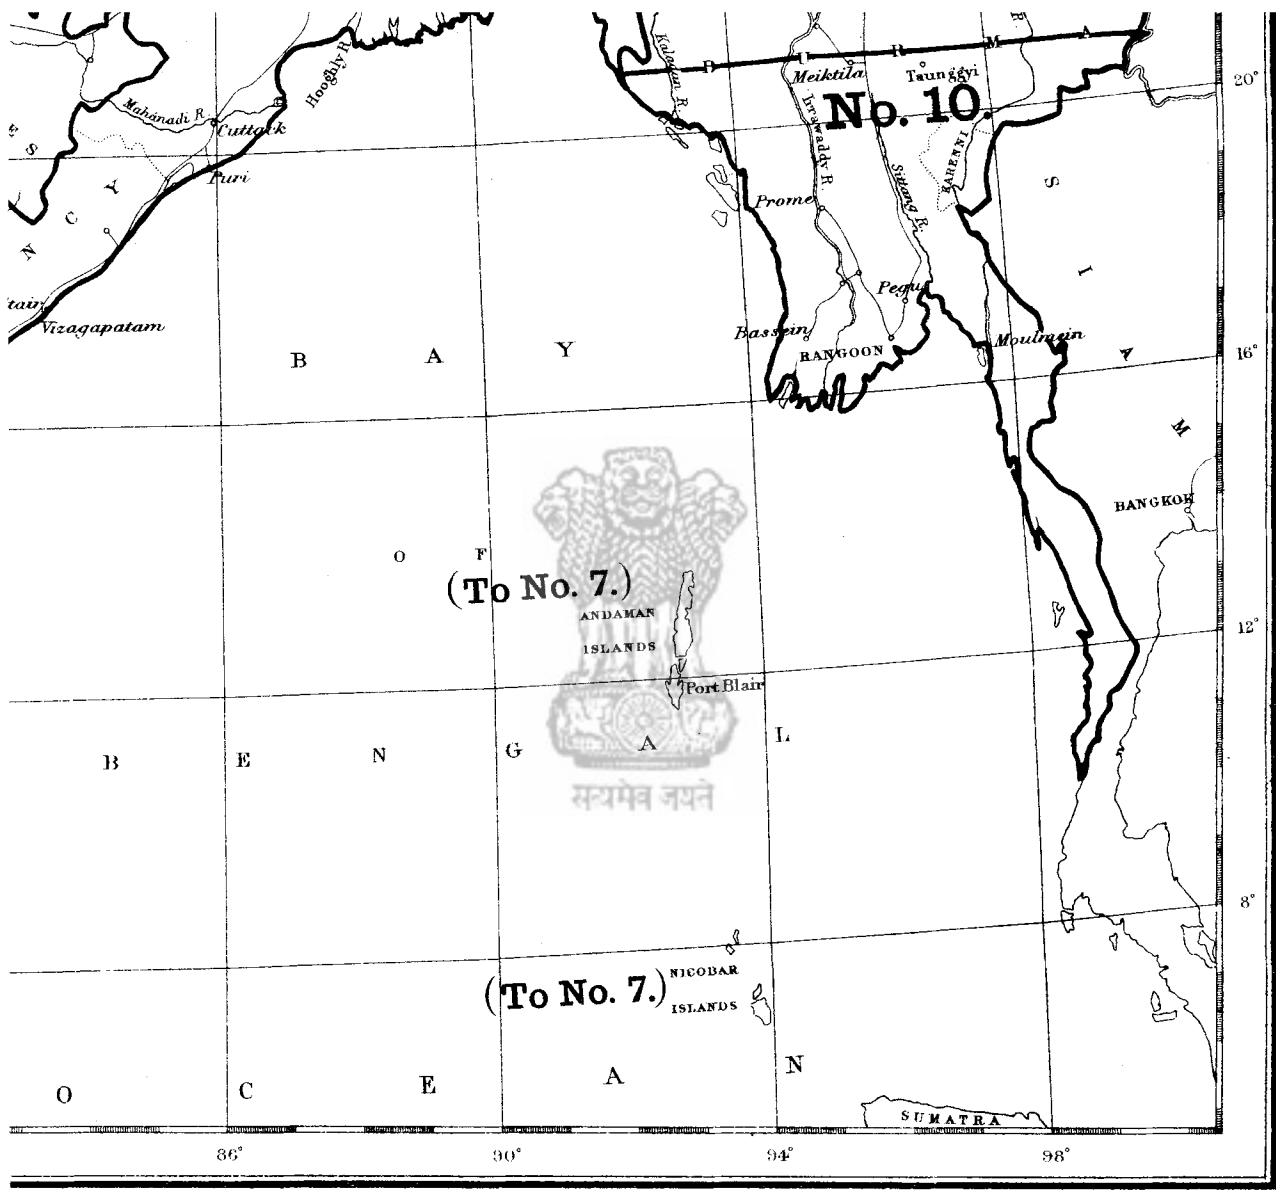 Kaladan R.
Hooghly R.
B U R M A
R
Meiktila
Taunggyi
20°
No. 10.
Mahanadi R.
Cuttack
Irrawaddy R.
KARENNI
S
E
S
Puri
Y
C
N
Prome
Sittang R.
I
Pegu
tair
Vizagapatam
Bassein
RANGOON
Moulmein
16°
B A Y
A
M
BANGKOK
O F
(To No. 7.)
ANDAMAN
ISLANDS
12°
Port Blair
B E N G A L
सत्यमेव जयते
8°
(To No. 7.)
NICOBAR
ISLANDS
O C E A N
SUMATRA
86° 90° 94° 98°